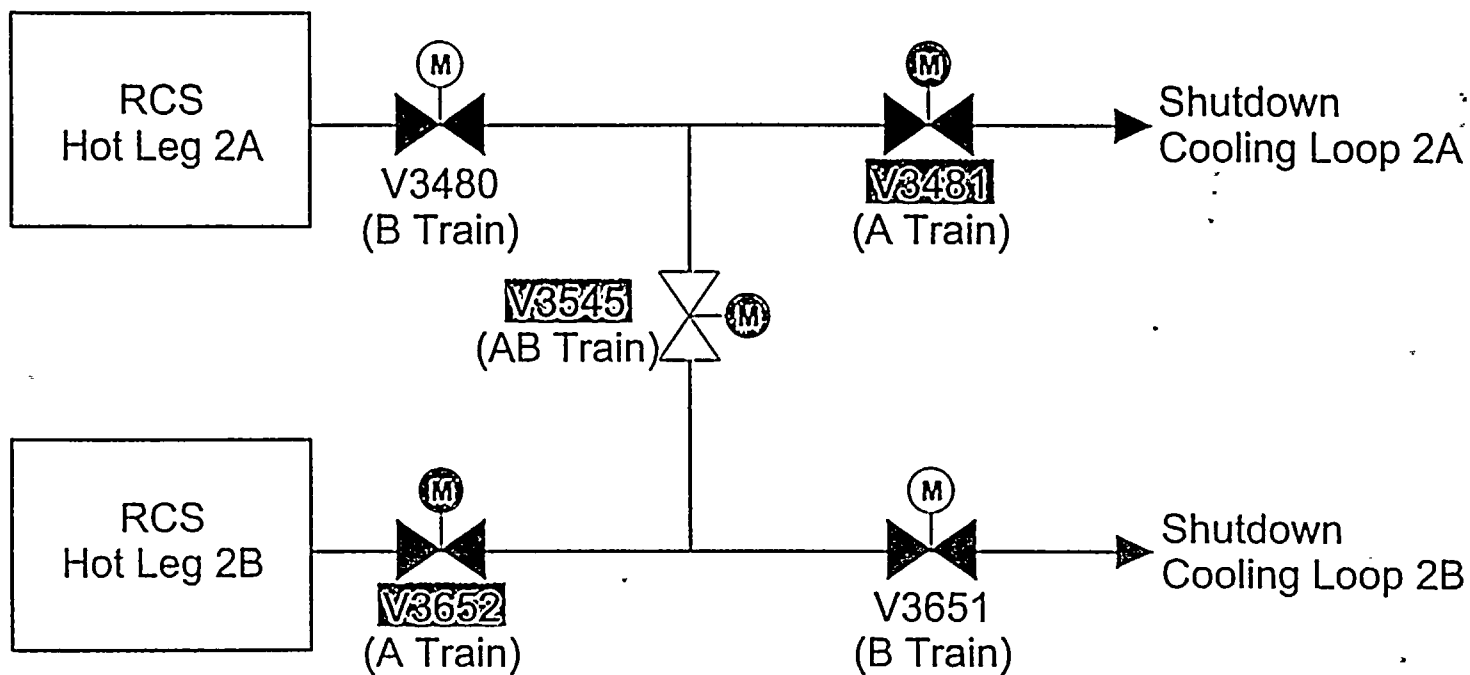 M
M
RCS
Hot Leg 2A
Shutdown
Cooling Loop 2A
V3480
(B Train)
V3481
(A Train)
V3545
(AB Train)
M
M
M
RCS
Hot Leg 2B
Shutdown
Cooling Loop 2B
V3652
(A Train)
V3651
(B Train)